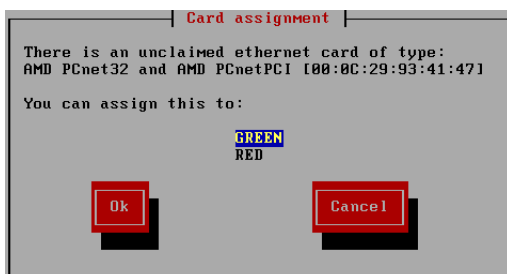 Card assignment
There is an unclaimed ethernet card of type:
AMD PCnet32 and AMD PCnetPCI [00:0C:29:93:41:47]
You can assign this to:
GREEN
RED
Ok Cancel